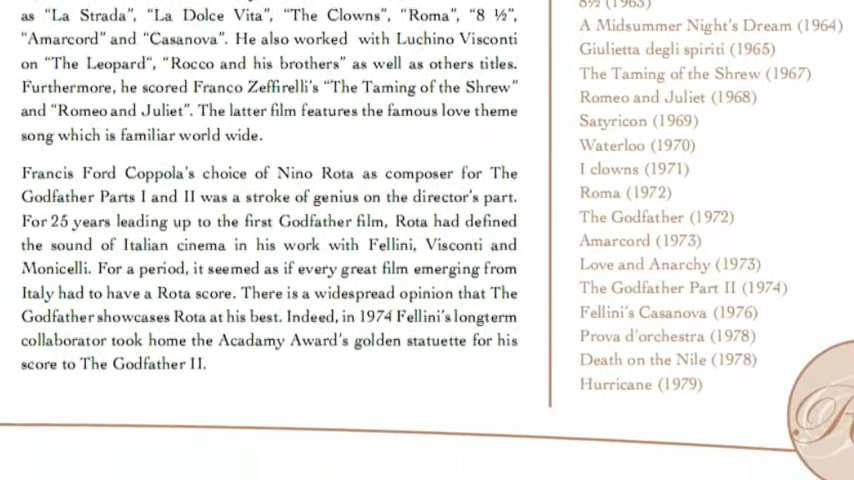 as “La Strada”, “La Dolce Vita”, “The Clowns”, “Roma”, “8 ½”,
“Amarcord” and “Casanova”. He also worked with Luchino Visconti
on “The Leopard”, “Rocco and his brothers” as well as others titles.
Furthermore, he scored Franco Zeffirelli’s “The Taming of the Shrew”
and “Romeo and Juliet”. The latter film features the famous love theme
song which is familiar world wide.
Francis Ford Coppola’s choice of Nino Rota as composer for The
Godfather Parts I and II was a stroke of genius on the director’s part.
For 25 years leading up to the first Godfather film, Rota had defined
the sound of Italian cinema in his work with Fellini, Visconti and
Monicelli. For a period, it seemed as if every great film emerging from
Italy had to have a Rota score. There is a widespread opinion that The
Godfather showcases Rota at his best. Indeed, in 1974 Fellini’s longterm
collaborator took home the Acadamy Award’s golden statuette for his
score to The Godfather II.
8½ (1963)
A Midsummer Night’s Dream (1964)
Giulietta degli spiriti (1965)
The Taming of the Shrew (1967)
Romeo and Juliet (1968)
Satyricon (1969)
Waterloo (1970)
I clowns (1971)
Roma (1972)
The Godfather (1972)
Amarcord (1973)
Love and Anarchy (1973)
The Godfather Part II (1974)
Fellini’s Casanova (1976)
Prova d’orchestra (1978)
Death on the Nile (1978)
Hurricane (1979)